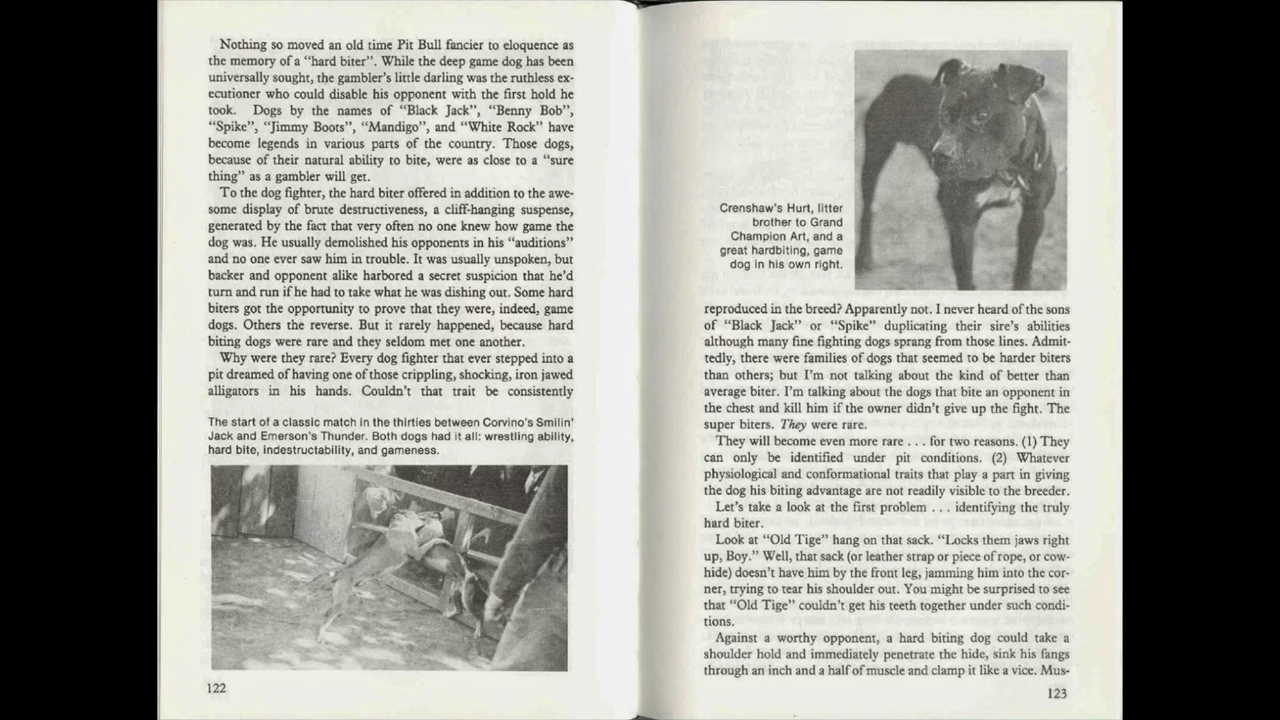 Nothing so moved an old time Pit Bull fancier to eloquence as
the memory of a “hard biter”. While the deep game dog has been
universally sought, the gambler’s little darling was the ruthless ex-
ecutioner who could disable his opponent with the first hold he
took. Dogs by the names of “Black Jack”, “Benny Bob”,
“Spike”, “Jimmy Boots”, “Mandigo”, and “White Rock” have
become legends in various parts of the country. Those dogs,
because of their natural ability to bite, were as close to a “sure
thing” as a gambler will get.
To the dog fighter, the hard biter offered in addition to the awe-
some display of brute destructiveness, a cliff-hanging suspense,
generated by the fact that very often no one knew how game the
dog was. He usually demolished his opponents in his “auditions”
and no one ever saw him in trouble. It was usually unspoken, but
backer and opponent alike harbored a secret suspicion that he’d
turn and run if he had to take what he was dishing out. Some hard
biters got the opportunity to prove that they were, indeed, game
dogs. Others the reverse. But it rarely happened, because hard
biting dogs were rare and they seldom met one another.
Why were they rare? Every dog fighter that ever stepped into a
pit dreamed of having one of those crippling, shocking, iron jawed
alligators in his hands. Couldn’t that trait be consistently
The start of a classic match in the thirties between Corvino's Smilin'
Jack and Emerson's Thunder. Both dogs had it all: wrestling ability,
hard bite, indestructability, and gameness.
122
Crenshaw's Hurt, litter
brother to Grand
Champion Art, and a
great hardbiting, game
dog in his own right.
reproduced in the breed? Apparently not. I never heard of the sons
of “Black Jack” or “Spike” duplicating their sire’s abilities
although many fine fighting dogs sprang from those lines. Admit-
tedly, there were families of dogs that seemed to be harder biters
than others; but I’m not talking about the kind of better than
average biter. I’m talking about the dogs that bite an opponent in
the chest and kill him if the owner didn’t give up the fight. The
super biters. They were rare.
They will become even more rare . . . for two reasons. (1) They
can only be identified under pit conditions. (2) Whatever
physiological and conformational traits that play a part in giving
the dog his biting advantage are not readily visible to the breeder.
Let’s take a look at the first problem . . . identifying the truly
hard biter.
Look at “Old Tige” hang on that sack. “Locks them jaws right
up, Boy.” Well, that sack (or leather strap or piece of rope, or cow-
hide) doesn’t have him by the front leg, jamming him into the cor-
ner, trying to tear his shoulder out. You might be surprised to see
that “Old Tige” couldn’t get his teeth together under such condi-
tions.
Against a worthy opponent, a hard biting dog could take a
shoulder hold and immediately penetrate the hide, sink his fangs
through an inch and a half of muscle and clamp it like a vice. Mus-
123